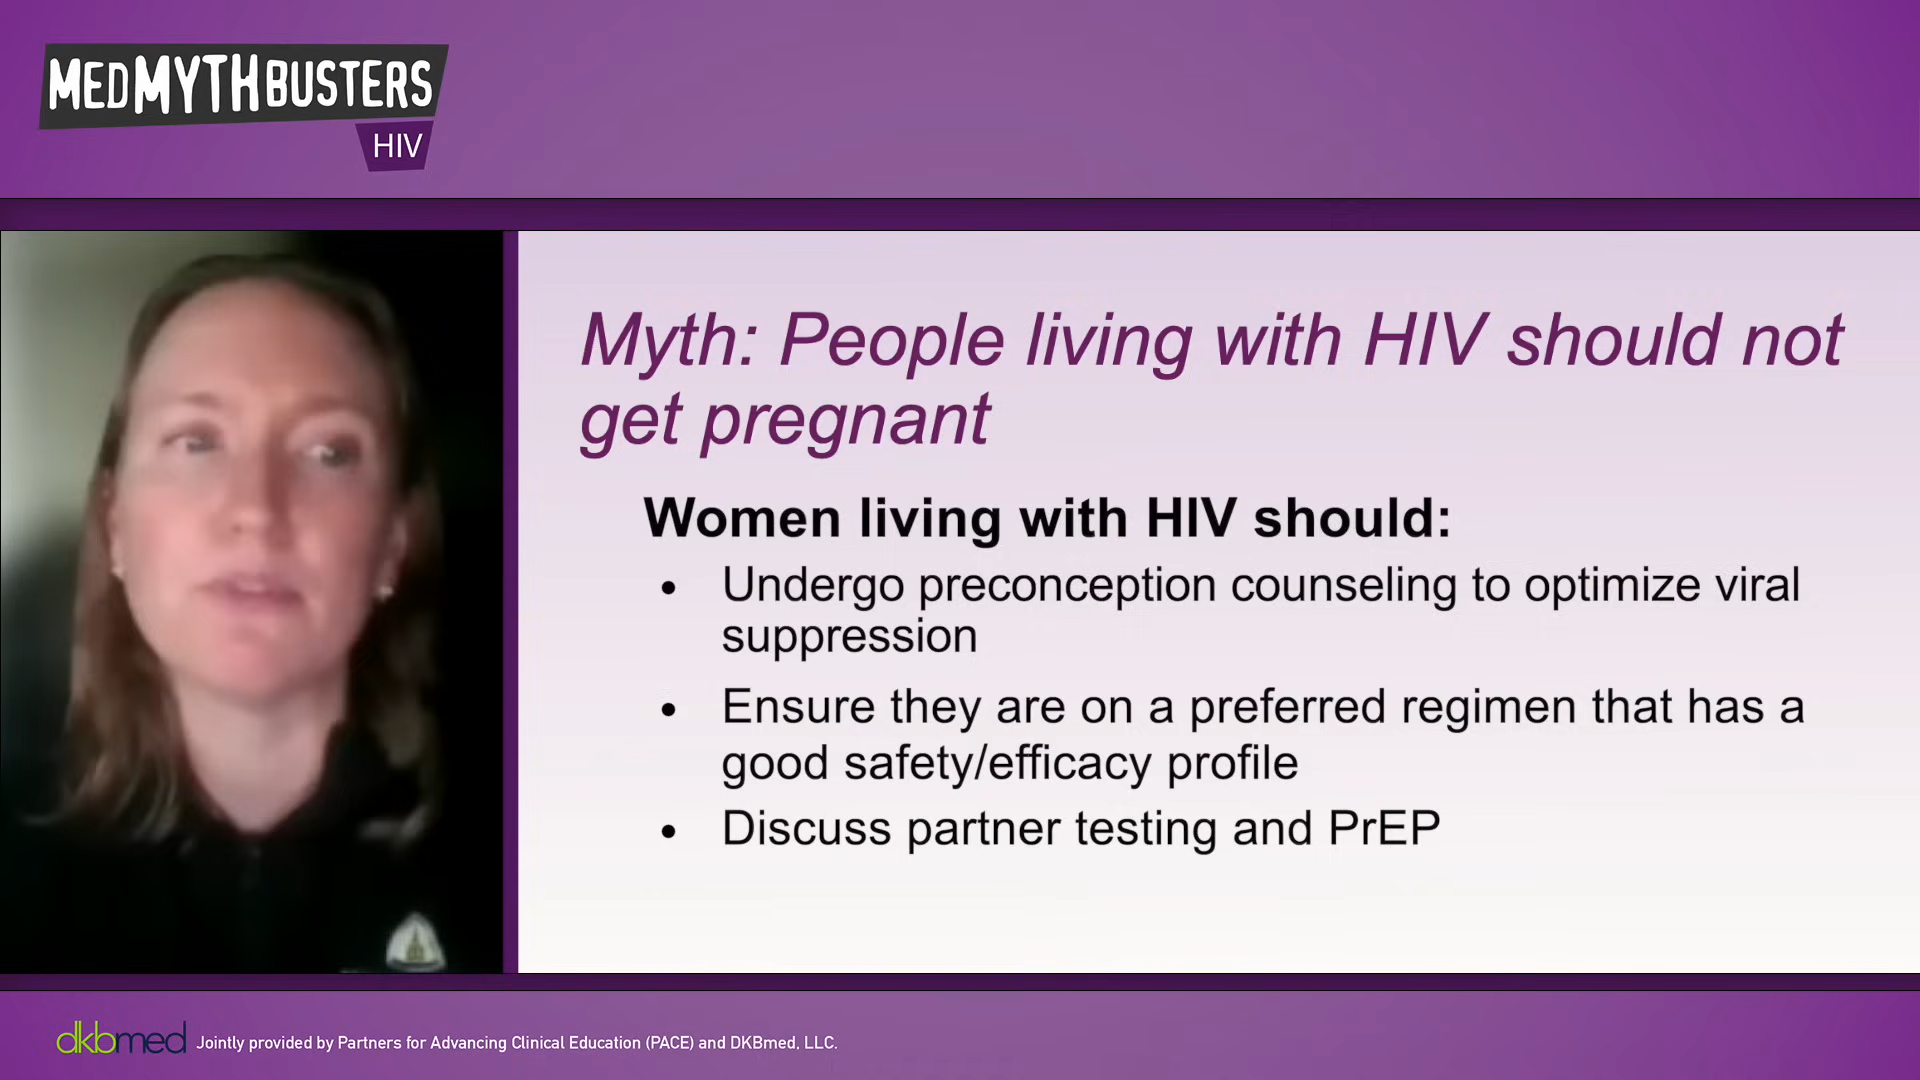 MEDMYTHBUSTERS
HIV
Myth: People living with HIV should not
get pregnant
Women living with HIV should:
• Undergo preconception counseling to optimize viral
suppression
• Ensure they are on a preferred regimen that has a
good safety/efficacy profile
• Discuss partner testing and PrEP
dkbmed Jointly provided by Partners for Advancing Clinical Education (PACE) and DKBmed, LLC.